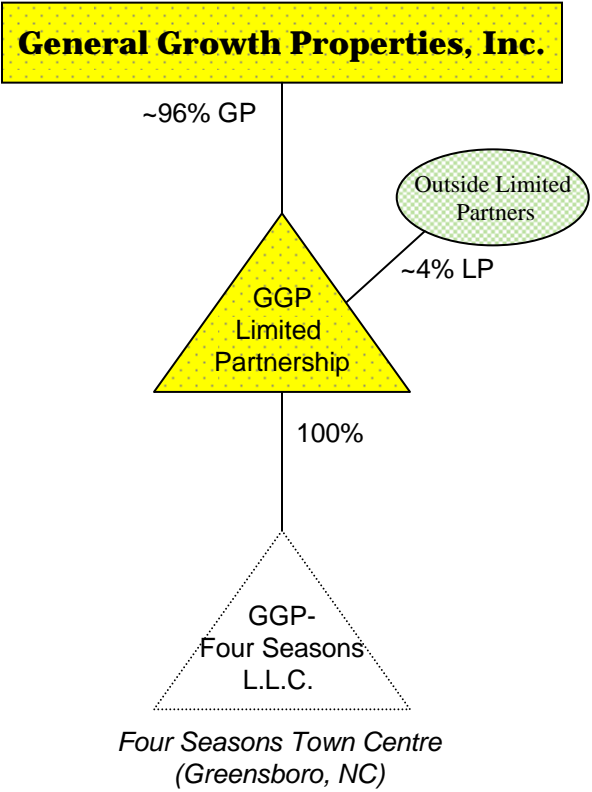 General Growth Properties, Inc.
~96% GP
Outside Limited
Partners
~4% LP
GGP
Limited
Partnership
100%
GGP-
Four Seasons
L.L.C.
Four Seasons Town Centre
(Greensboro, NC)